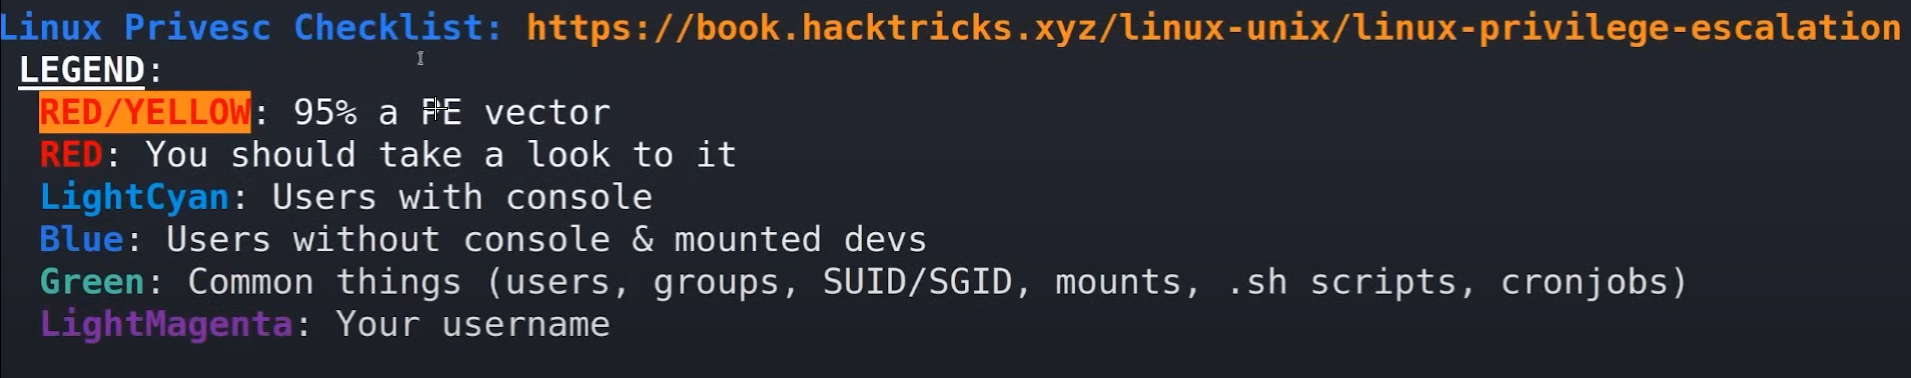 Linux Privesc Checklist: https://book.hacktricks.xyz/linux-unix/linux-privilege-escalation
LEGEND:
RED/YELLOW: 95% a PE vector
RED: You should take a look to it
LightCyan: Users with console
Blue: Users without console & mounted devs
Green: Common things (users, groups, SUID/SGID, mounts, .sh scripts, cronjobs)
LightMagenta: Your username